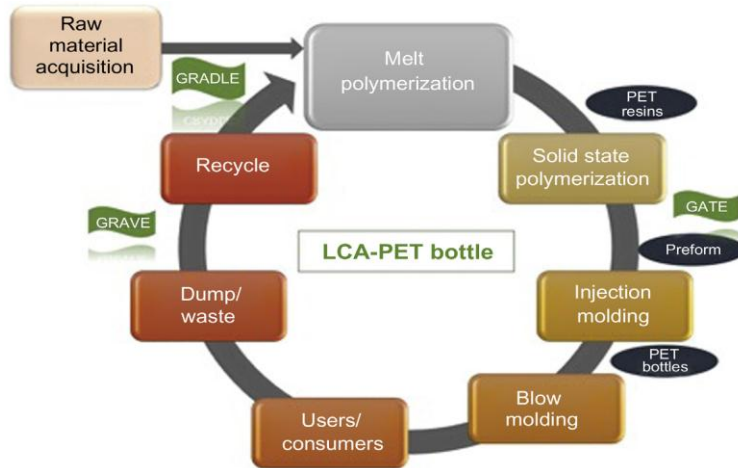 Raw
material
acquisition
GRADLE
Melt
polymerization
PET
resins
Recycle
Solid state
polymerization
GRAVE
GATE
LCA-PET bottle
Preform
Dump/
waste
Injection
molding
PET
bottles
Users/
consumers
Blow
molding